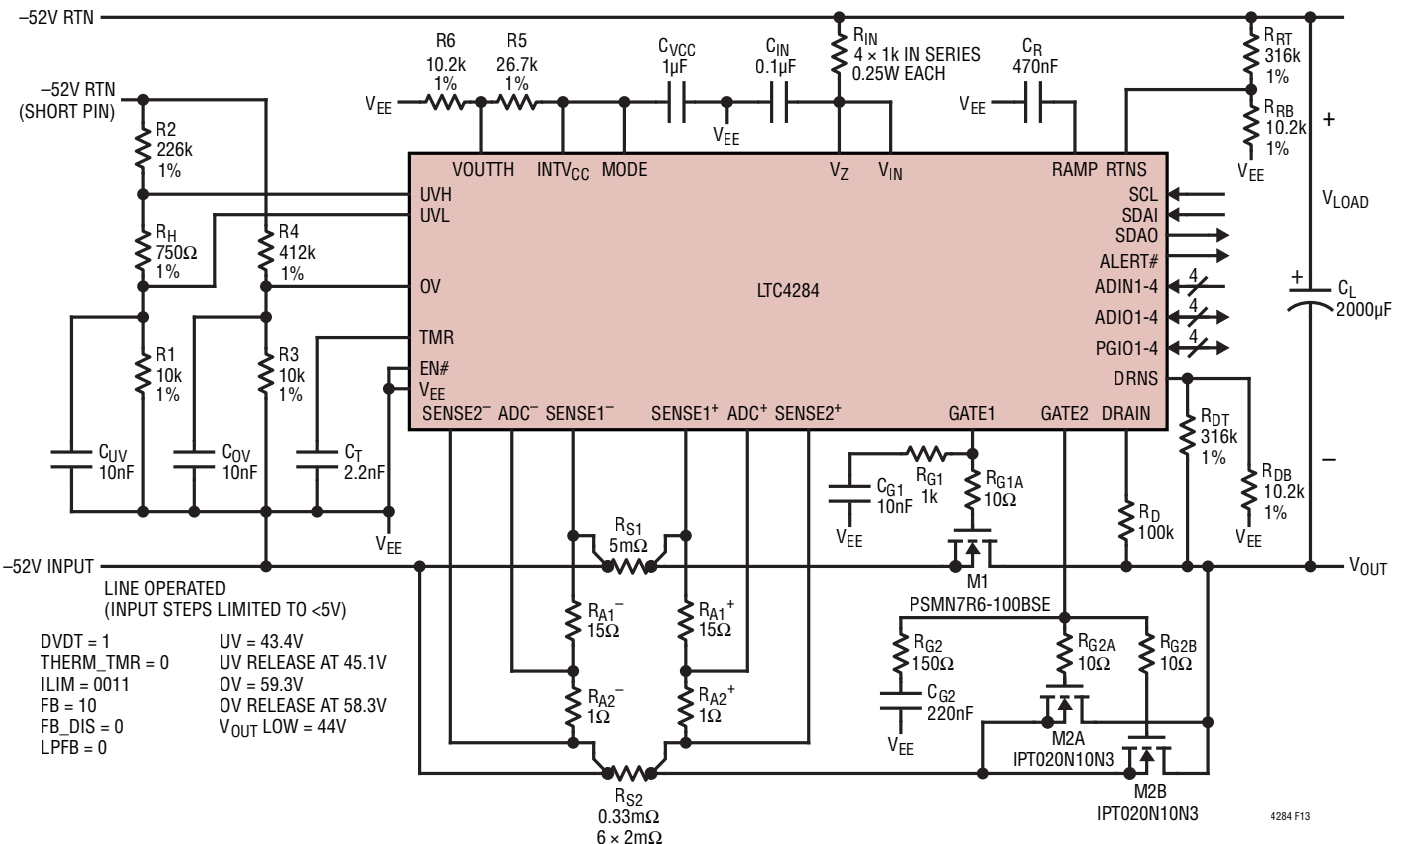 –52V RTN
R6
10.2k
1%
R5
26.7k
1%
CVCC
1µF
CIN
0.1µF
RIN
4 × 1k IN SERIES
0.25W EACH
CR
470nF
RRT
316k
1%
–52V RTN
(SHORT PIN)
VEE
VEE
VEE
RRB
10.2k
1%
VEE
+
R2
226k
1%
VOUTTH
INTVCC
MODE
VZ
VIN
RAMP
RTNS
UVH
UVL
SCL
SDAI
SDAO
ALERT#
VLOAD
RH
750Ω
1%
R4
412k
1%
OV
LTC4284
ADIN1-4
4
ADIO1-4
4
PGIO1-4
4
+
CL
2000µF
TMR
R1
10k
1%
R3
10k
1%
EN#
VEE
DRNS
SENSE2–
ADC–
SENSE1–
SENSE1+
ADC+
SENSE2+
GATE1
GATE2
DRAIN
RDT
316k
1%
–
CUV
10nF
COV
10nF
CT
2.2nF
RG1
1k
CG1
10nF
RG1A
10Ω
RDB
10.2k
1%
VEE
VEE
RS1
5mΩ
VEE
RD
100k
–52V INPUT
VOUT
M1
PSMN7R6-100BSE
LINE OPERATED
(INPUT STEPS LIMITED TO <5V)
DVDT = 1
THERM_TMR = 0
ILIM = 0011
FB = 10
FB_DIS = 0
LPFB = 0
UV = 43.4V
UV RELEASE AT 45.1V
OV = 59.3V
OV RELEASE AT 58.3V
VOUT LOW = 44V
RA1–
15Ω
RA1+
15Ω
RA2–
1Ω
RA2+
1Ω
RG2
150Ω
CG2
220nF
VEE
RG2A
10Ω
RG2B
10Ω
M2A
IPT020N10N3
M2B
IPT020N10N3
RS2
0.33mΩ
6 × 2mΩ
4284 F13